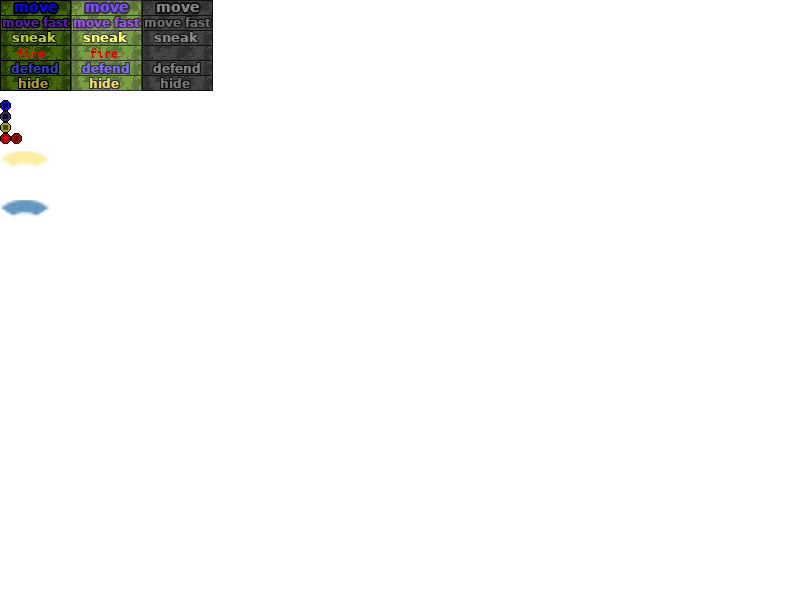 move move move
move fast move fast move fast
sneak sneak sneak
fire fire
defend defend defend
hide hide hide